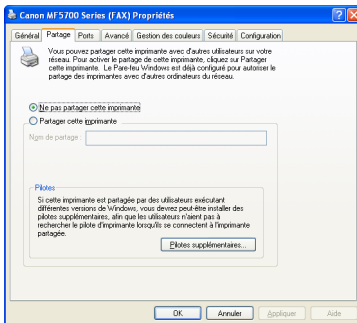 Canon MF5700 Series (FAX) Propriétés
Général Partage Ports Avancé Gestion des couleurs Sécurité Configuration
Vous pouvez partager cette imprimante avec d'autres utilisateurs sur votre
réseau. Pour activer le partage de cette imprimante, cliquez sur Partager
cette imprimante. Le Pare-feu Windows est déjà configuré pour autoriser le
partage des imprimantes avec d'autres ordinateurs du réseau.
Ne pas partager cette imprimante
Partager cette imprimante
Nom de partage :
Pilotes
Si cette imprimante est partagée par des utilisateurs exécutant
différentes versions de Windows, vous devrez peut-être installer des
pilotes supplémentaires, afin que les utilisateurs n'aient pas à
rechercher le pilote d'imprimante lorsqu'ils se connectent à l'imprimante
partagée.
Pilotes supplémentaires...
OK Annuler Appliquer Aide